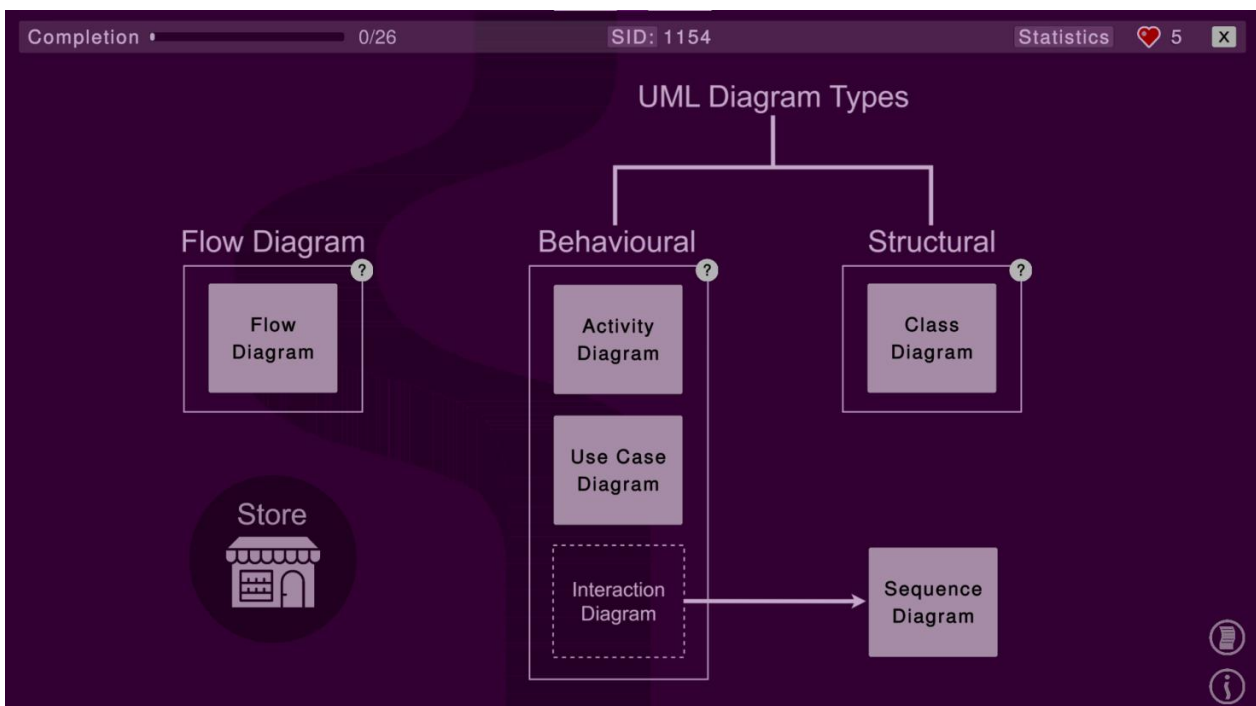 Completion 0/26 SID: 1154 Statistics 5 X
UML Diagram Types
Flow Diagram Behavioural Structural
? ? ?
Flow
Diagram
Activity
Diagram
Class
Diagram
Use Case
Diagram
Store
Interaction
Diagram
Sequence
Diagram
i